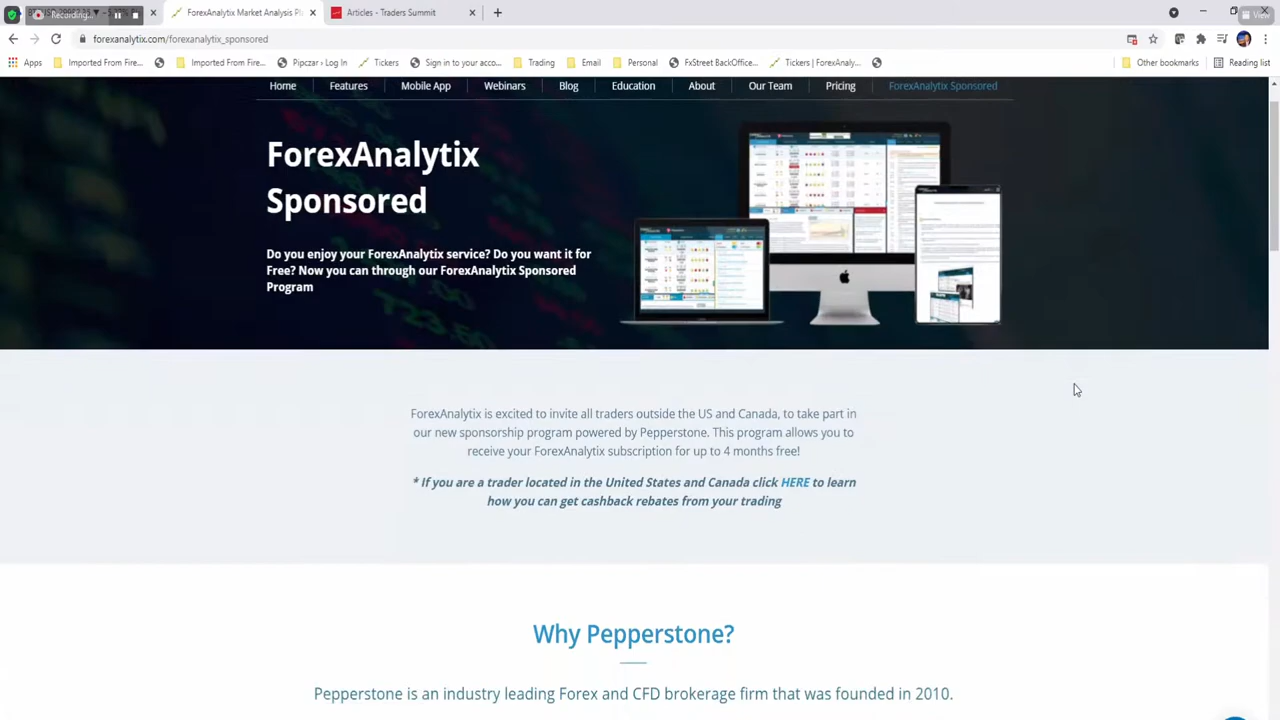 Recording...
ForexAnalytix Market Analysis Pl
Articles - Traders Summit
View
forexanalytix.com/forexanalytix_sponsored
Apps
Imported From Fire...
Imported From Fire...
Pipczar › Log In
Tickers
Sign in to your acco...
Trading
Email
Personal
FxStreet BackOffice...
Tickers | ForexAnaly...
Other bookmarks
Reading list
Home
Features
Mobile App
Webinars
Blog
Education
About
Our Team
Pricing
ForexAnalytix Sponsored
ForexAnalytix
Sponsored
Do you enjoy your ForexAnalytix service? Do you want it for
Free? Now you can through our ForexAnalytix Sponsored
Program
ForexAnalytix is excited to invite all traders outside the US and Canada, to take part in
our new sponsorship program powered by Pepperstone. This program allows you to
receive your ForexAnalytix subscription for up to 4 months free!
* If you are a trader located in the United States and Canada click HERE to learn
how you can get cashback rebates from your trading
Why Pepperstone?
Pepperstone is an industry leading Forex and CFD brokerage firm that was founded in 2010.